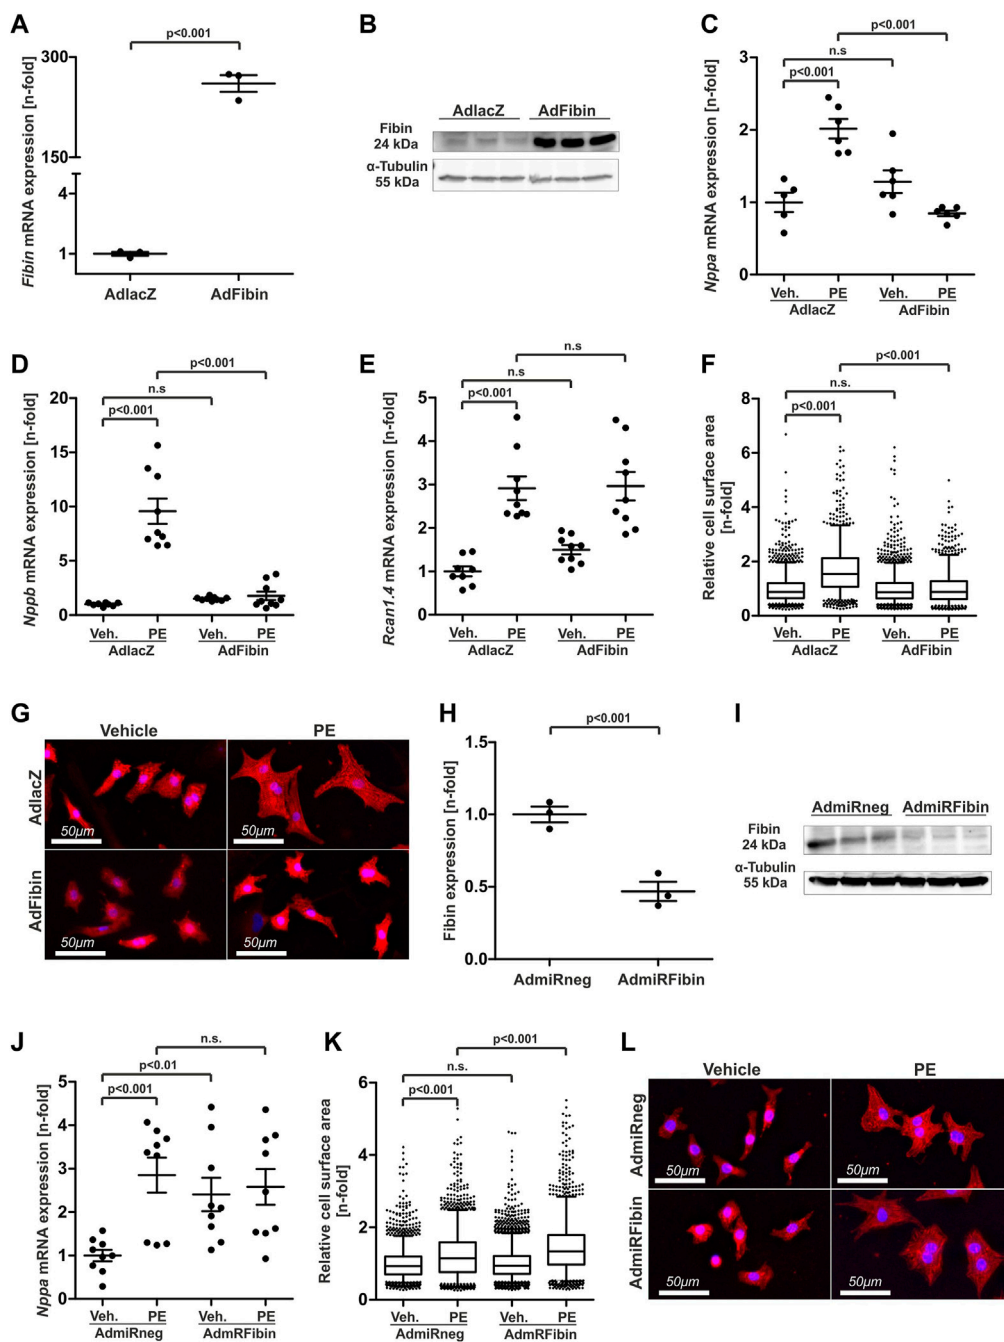 A
p<0.001
300
150
4
1
Fibin mRNA expression [n-fold]
AdlacZ
AdFibin
B
AdlacZ
AdFibin
Fibin
24 kDa
α-Tubulin
55 kDa
C
p<0.001
n.s
p<0.001
3
2
1
0
Nppa mRNA expression [n-fold]
Veh.
PE
Veh.
PE
AdlacZ
AdFibin
D
p<0.001
n.s
p<0.001
20
15
10
5
0
Nppb mRNA expression [n-fold]
Veh.
PE
Veh.
PE
AdlacZ
AdFibin
E
n.s
n.s
p<0.001
5
4
3
2
1
0
Rcan1.4 mRNA expression [n-fold]
Veh.
PE
Veh.
PE
AdlacZ
AdFibin
F
p<0.001
n.s.
p<0.001
8
6
4
2
0
Relative cell surface area
[n-fold]
Veh.
PE
Veh.
PE
AdlacZ
AdFibin
G
Vehicle
PE
AdlacZ
50µm
50µm
AdFibin
50µm
50µm
H
p<0.001
1.5
1.0
0.5
0.0
Fibin expression [n-fold]
AdmiRneg
AdmiRFibin
I
AdmiRneg
AdmiRFibin
Fibin
24 kDa
α-Tubulin
55 kDa
J
n.s.
p<0.01
p<0.001
5
4
3
2
1
0
Nppa mRNA expression [n-fold]
Veh.
PE
Veh.
PE
AdmiRneg
AdmRFibin
K
p<0.001
n.s.
p<0.001
6
4
2
0
Relative cell surface area
[n-fold]
Veh.
PE
Veh.
PE
AdmiRneg
AdmRFibin
L
Vehicle
PE
AdmiRneg
50µm
50µm
AdmiRFibin
50µm
50µm